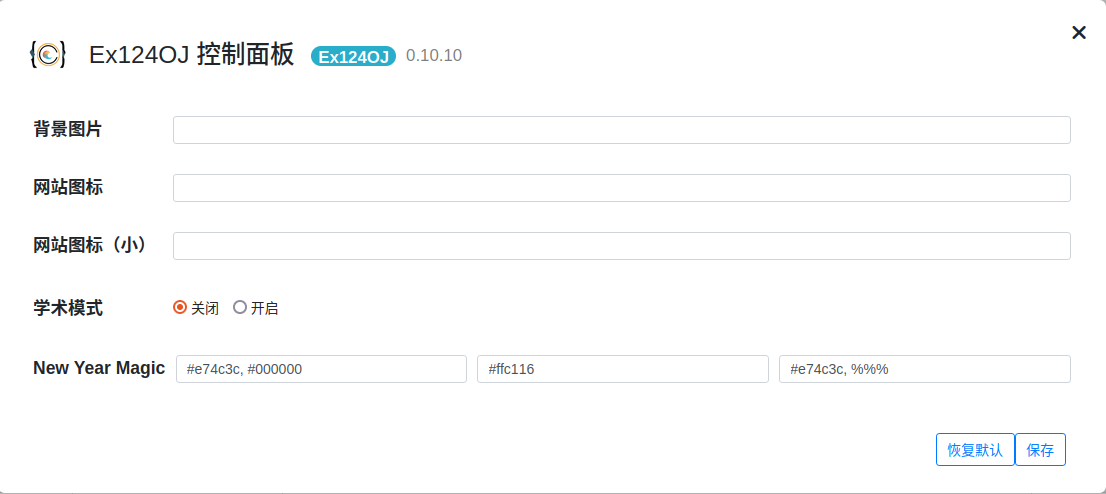 Ex124OJ 控制面板 Ex124OJ 0.10.10
背景图片
网站图标
网站图标（小）
学术模式 关闭 开启
New Year Magic #e74c3c, #000000 #ffc116 #e74c3c, %%%
恢复默认 保存